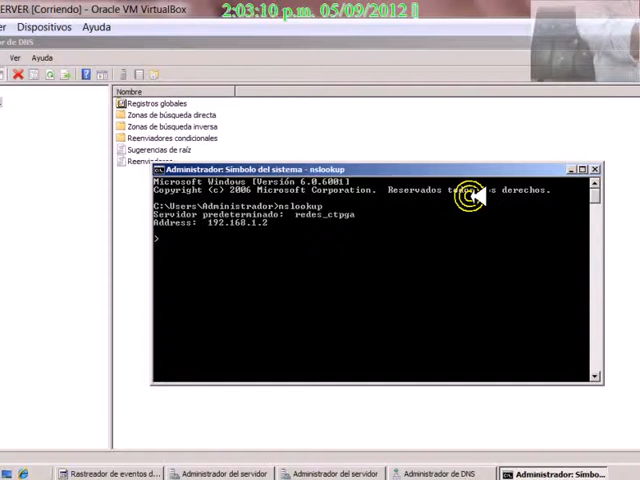 SERVER [Corriendo] - Oracle VM VirtualBox
2:03:10 p.m. 05/09/2012
Dispositivos Ayuda
or de DNS
Ver Ayuda
Nombre
Registros globales
Zonas de búsqueda directa
Zonas de búsqueda inversa
Reenviadores condicionales
Sugerencias de raíz
Administrador: Símbolo del sistema - nslookup
Microsoft Windows [Versión 6.0.6001]
Copyright (c) 2006 Microsoft Corporation. Reservados derechos.
C:\Users\Administrador>nslookup
Servidor predeterminado: redes_ctpga
Address: 192.168.1.2
>
Rastreador de eventos d... Administrador del servidor Administrador del servidor Administrador de DNS Administrador: Símbo...